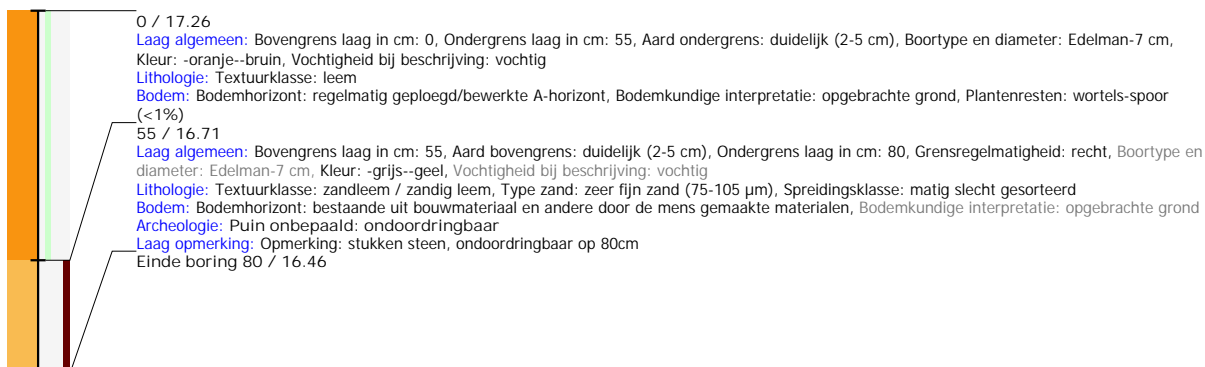 0 / 17.26
Laag algemeen: Bovengrens laag in cm: 0, Ondergrens laag in cm: 55, Aard ondergrens: duidelijk (2-5 cm), Boortype en diameter: Edelman-7 cm,
Kleur: -oranje--bruin, Vochtigheid bij beschrijving: vochtig
Lithologie: Textuurklasse: leem
Bodem: Bodemhorizont: regelmatig geploegd/bewerkte A-horizont, Bodemkundige interpretatie: opgebrachte grond, Plantenresten: wortels-spoor
(<1%)
55 / 16.71
Laag algemeen: Bovengrens laag in cm: 55, Aard bovengrens: duidelijk (2-5 cm), Ondergrens laag in cm: 80, Grensregelmatigheid: recht, Boortype en
diameter: Edelman-7 cm, Kleur: -grijs--geel, Vochtigheid bij beschrijving: vochtig
Lithologie: Textuurklasse: zandleem / zandig leem, Type zand: zeer fijn zand (75-105 µm), Spreidingsklasse: matig slecht gesorteerd
Bodem: Bodemhorizont: bestaande uit bouwmateriaal en andere door de mens gemaakte materialen, Bodemkundige interpretatie: opgebrachte grond
Archeologie: Puin onbepaald: ondoordringbaar
Laag opmerking: Opmerking: stukken steen, ondoordringbaar op 80cm
Einde boring 80 / 16.46